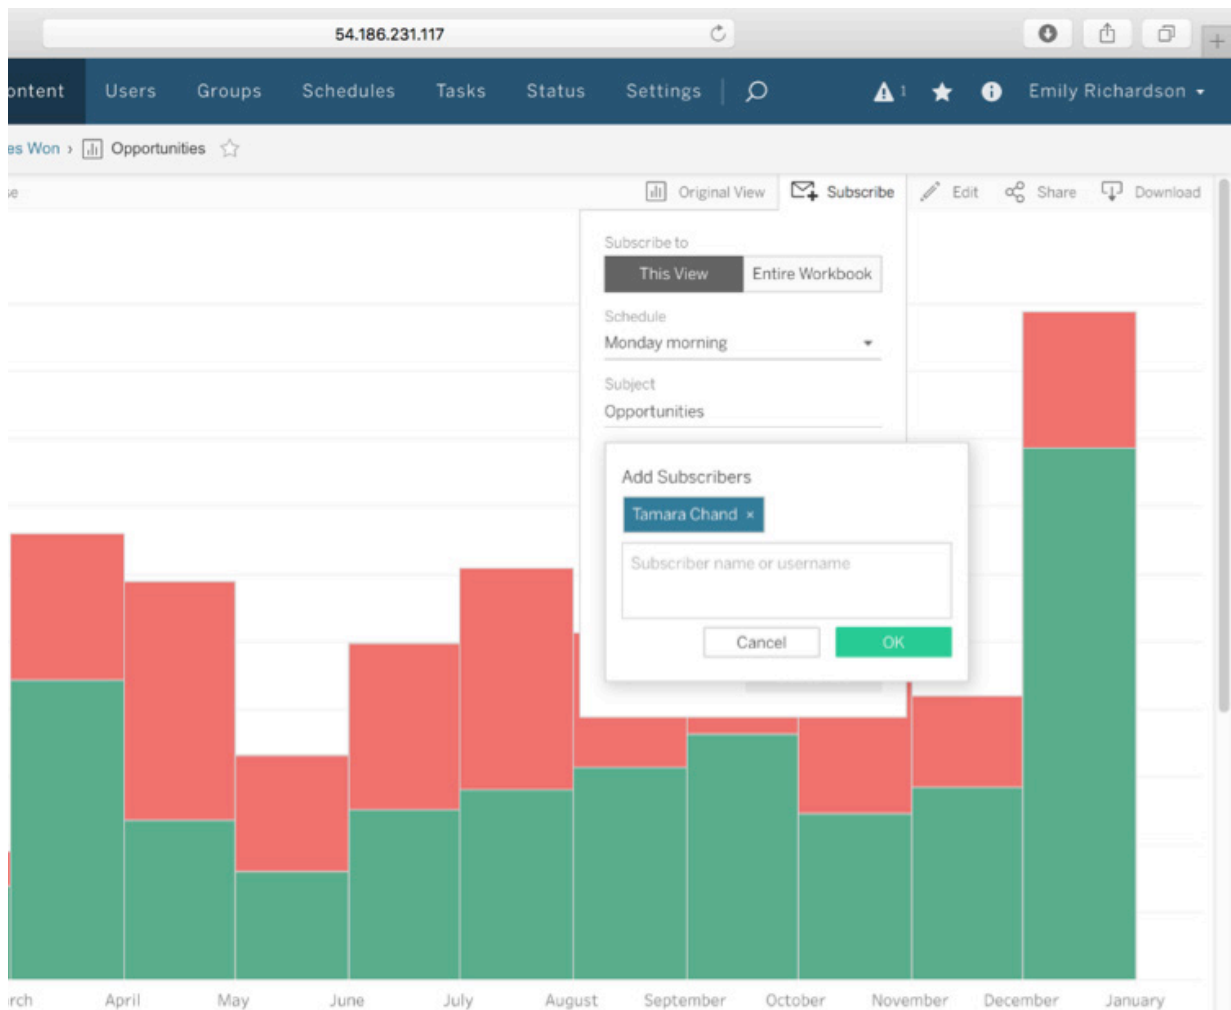 54.186.231.117
ontent Users Groups Schedules Tasks Status Settings 1 Emily Richardson
es Won › Opportunities
se Original View Subscribe Edit Share Download
Subscribe to
This View Entire Workbook
Schedule
Monday morning
Subject
Opportunities
Add Subscribers
Tamara Chand ×
Subscriber name or username
Cancel OK
rch April May June July August September October November December January